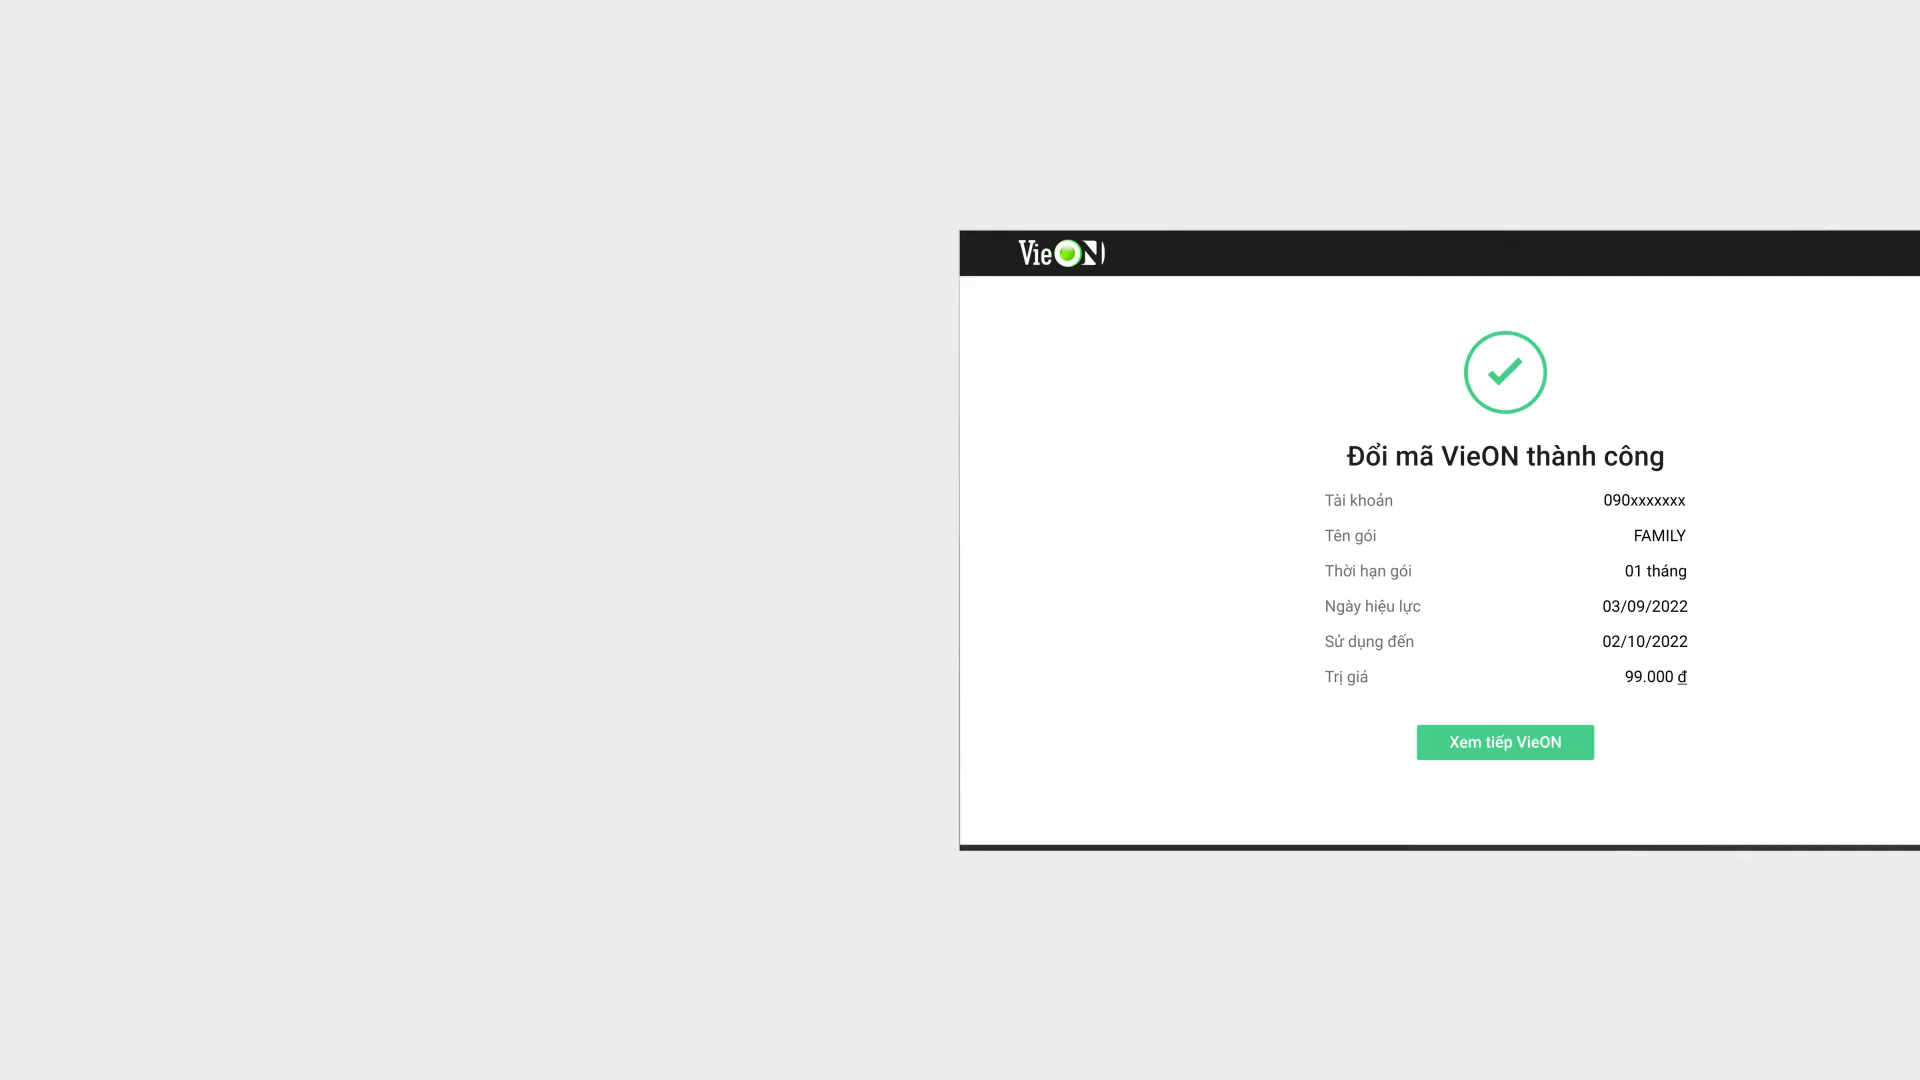 VieON
Đổi mã VieON thành công
Tài khoản 090xxxxxxx
Tên gói FAMILY
Thời hạn gói 01 tháng
Ngày hiệu lực 03/09/2022
Sử dụng đến 02/10/2022
Trị giá 99.000 ₫
Xem tiếp VieON